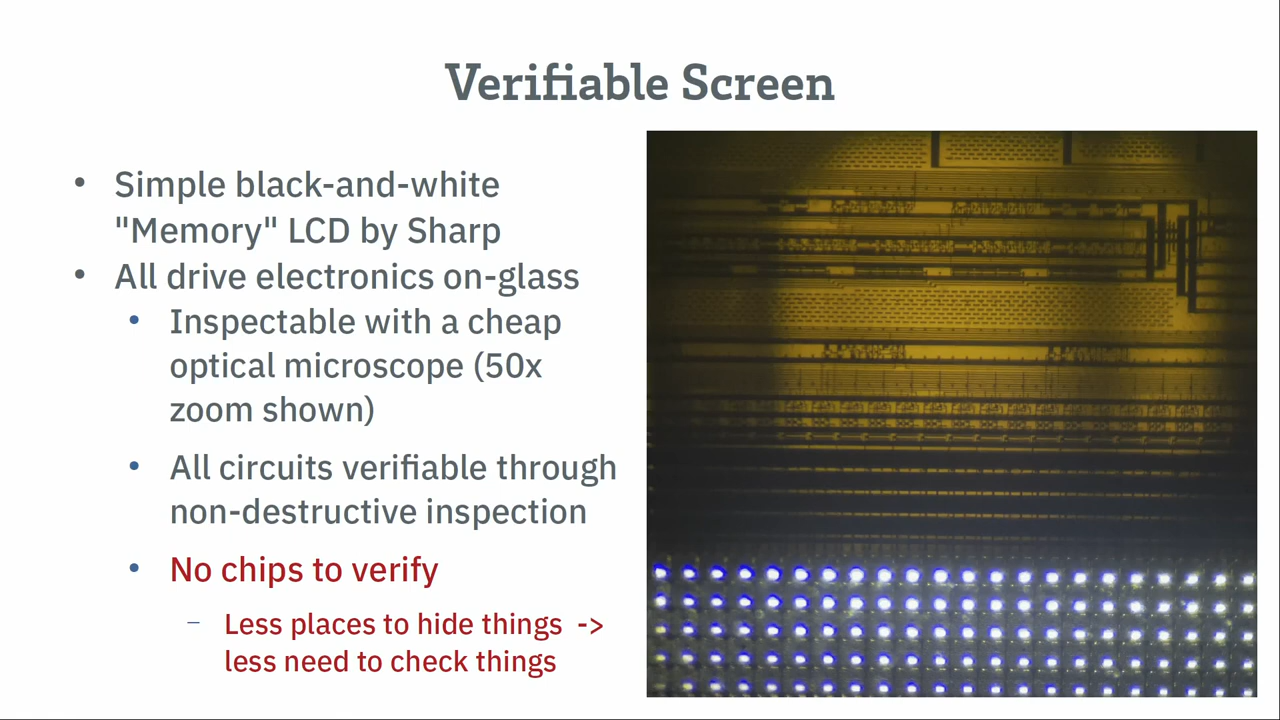 Verifiable Screen
• Simple black-and-white
"Memory" LCD by Sharp
• All drive electronics on-glass
• Inspectable with a cheap
optical microscope (50x
zoom shown)
• All circuits verifiable through
non-destructive inspection
• No chips to verify
– Less places to hide things ->
less need to check things